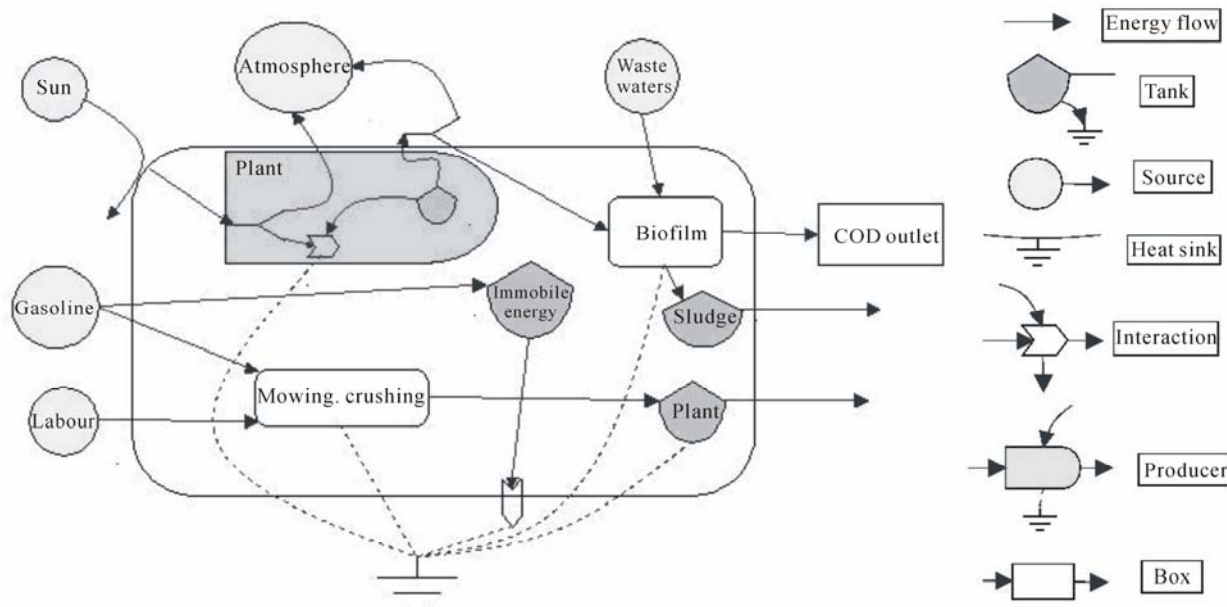 Sun
Atmosphere
Waste
waters
Plant
Biofilm
COD outlet
Gasoline
Immobile
energy
Sludge
Labour
Mowing. crushing
Plant
Energy flow
Tank
Source
Heat sink
Interaction
Producer
Box